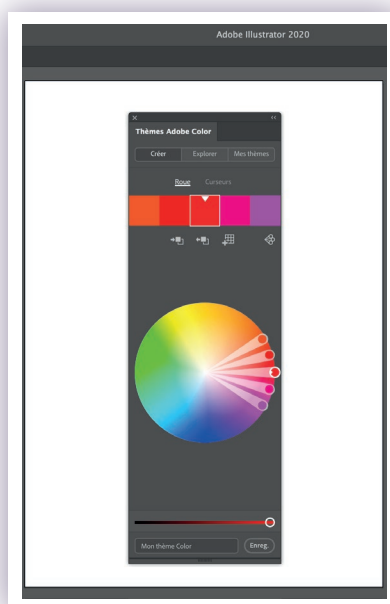 Adobe Illustrator 2020
Thèmes Adobe Color
Créer Explorer Mes thèmes
Roue Curseurs
Mon thème Color Enreg.